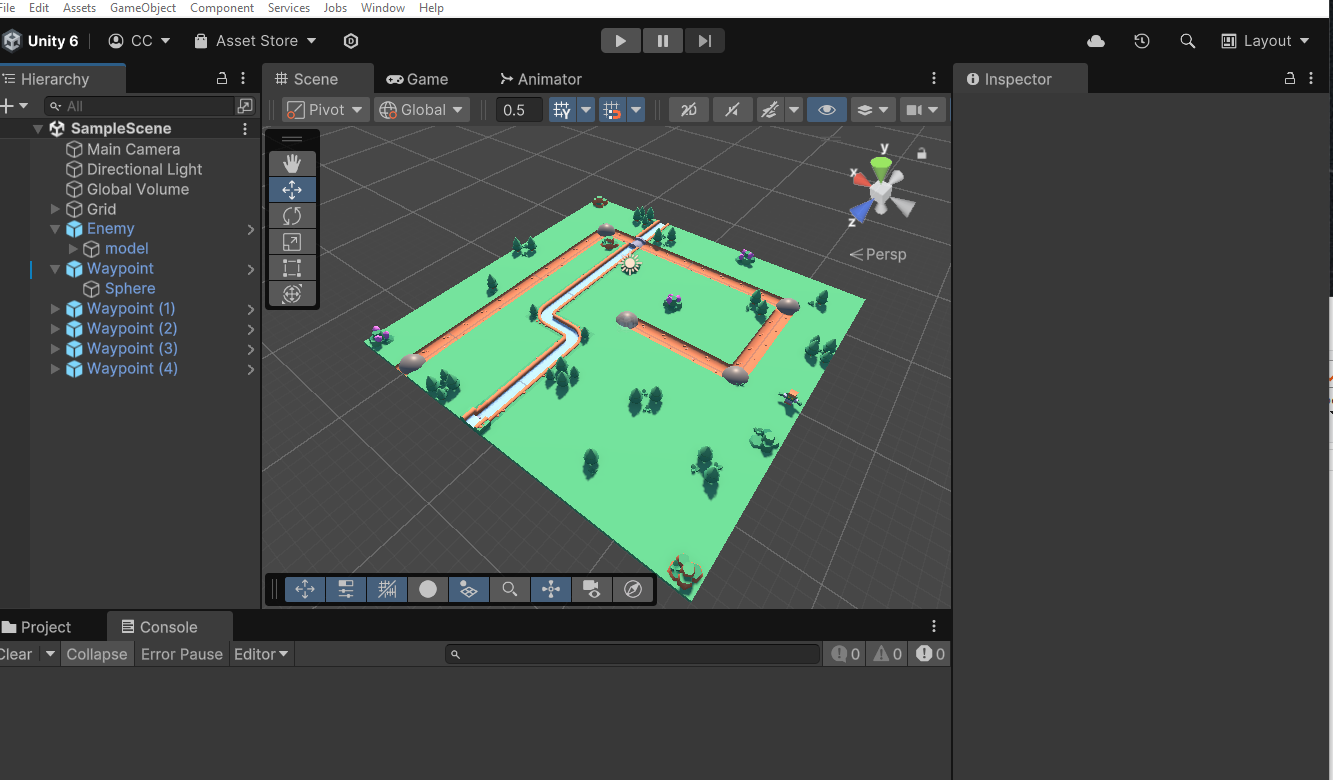 File Edit Assets GameObject Component Services Jobs Window Help
Unity 6 CC Asset Store Layout
Hierarchy Scene Game Animator Inspector
All Pivot Global 0.5 2D
SampleScene
Main Camera
Directional Light
Global Volume
Grid
Enemy
model
Waypoint
Sphere
Waypoint (1)
Waypoint (2)
Waypoint (3)
Waypoint (4)
y
x
z
Persp
Project Console
Clear Collapse Error Pause Editor 0 0 0